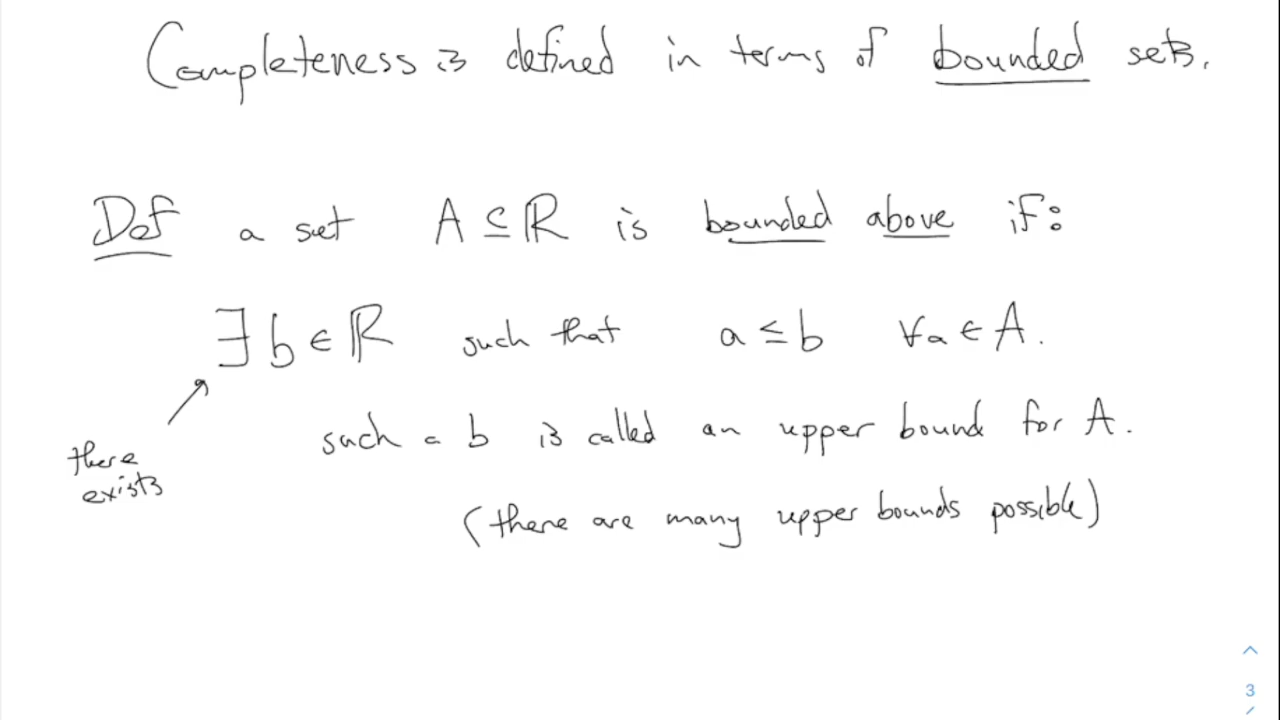 Completeness is defined in terms of bounded sets.
Def a set A ⊆ ℝ is bounded above if:
∃ b ∈ ℝ such that a ≤ b ∀a ∈ A.
there
exists
such a b is called an upper bound for A.
(there are many upper bounds possible)
3